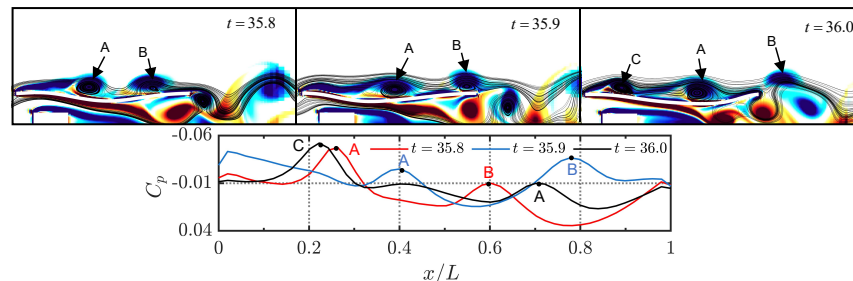 t = 35.8
t = 35.9
t = 36.0
A B
A B
C A B
-0.06
C A t = 35.8 t = 35.9 t = 36.0
A B B
C_p -0.01
A
0.04
0 0.2 0.4 0.6 0.8 1
x/L